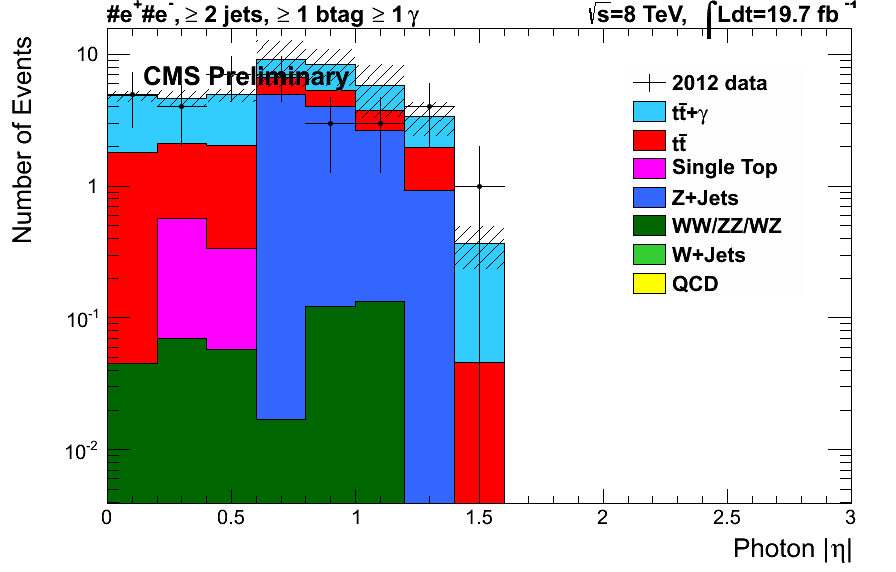 #e⁺#e⁻, ≥ 2 jets, ≥ 1 btag ≥ 1 γ
√s=8 TeV, ∫Ldt=19.7 fb⁻¹
CMS Preliminary
Number of Events
10
1
10⁻¹
10⁻²
2012 data
tt̄+γ
tt̄
Single Top
Z+Jets
WW/ZZ/WZ
W+Jets
QCD
0 0.5 1 1.5 2 2.5 3
Photon |η|